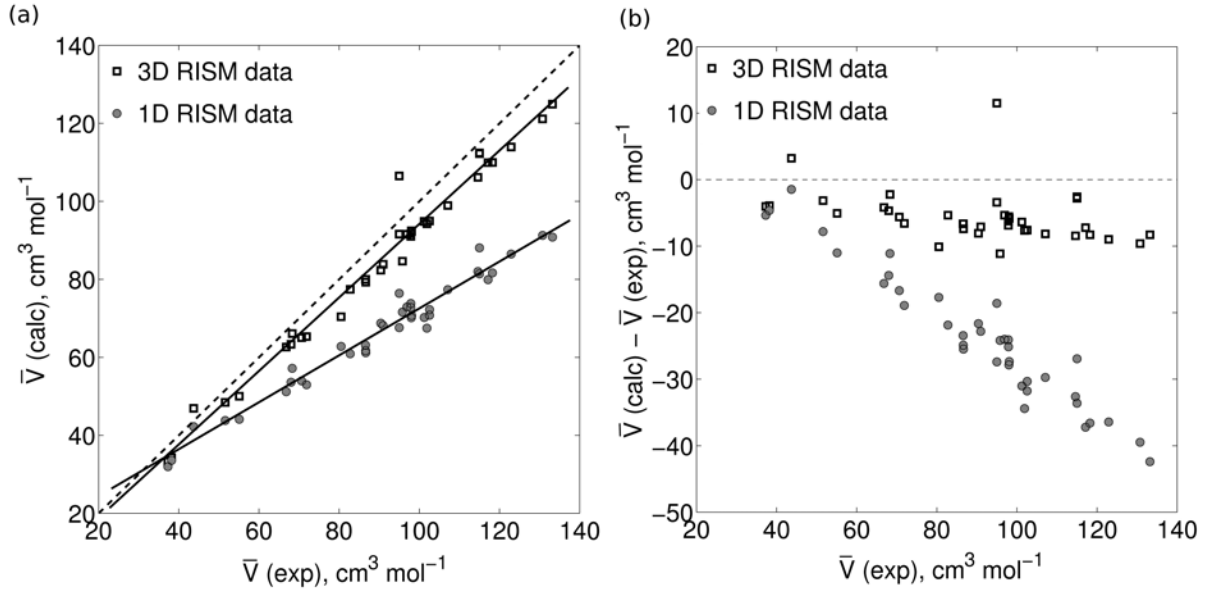 (a)
140
120
100
80
60
40
20
20 40 60 80 100 120 140
3D RISM data
1D RISM data
V̅ (calc), cm³ mol⁻¹
V̅ (exp), cm³ mol⁻¹
(b)
20
10
0
−10
−20
−30
−40
−50
20 40 60 80 100 120 140
3D RISM data
1D RISM data
V̅ (calc) − V̅ (exp), cm³ mol⁻¹
V̅ (exp), cm³ mol⁻¹